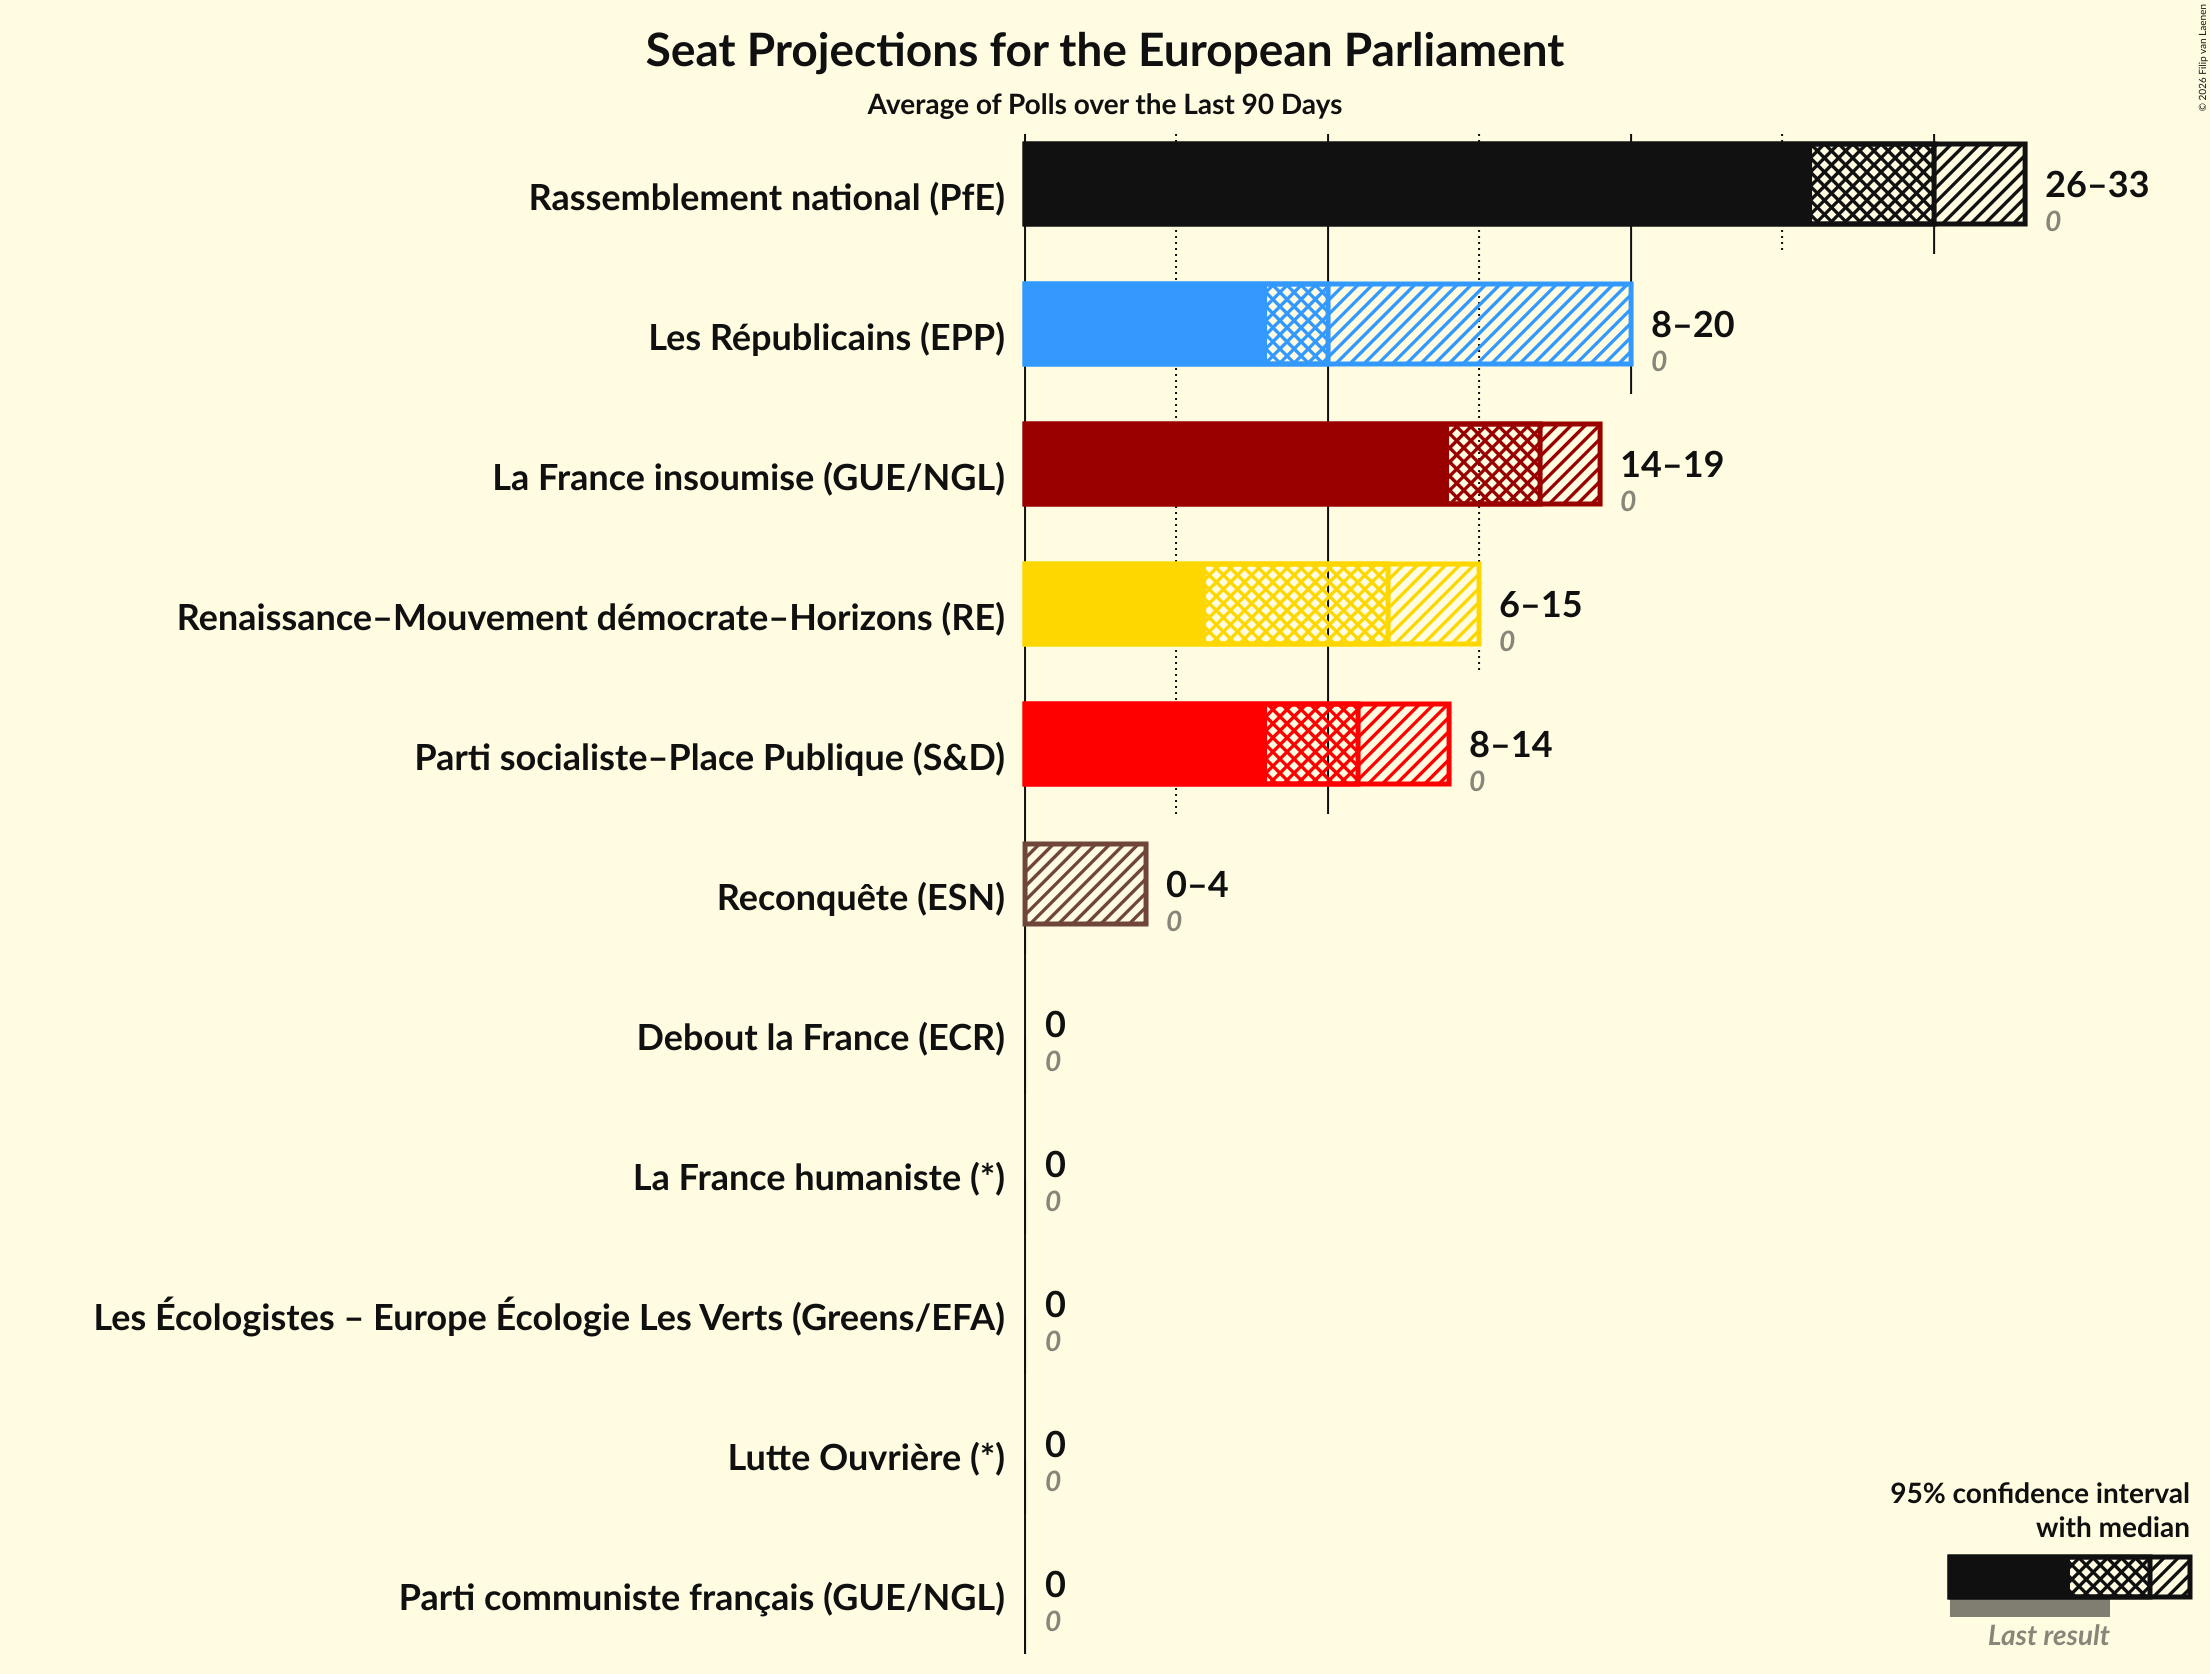 Seat Projections for the European Parliament
Average of Polls over the Last 90 Days
© 2026 Filip van Laenen
Rassemblement national (PfE)
26–33
0
Les Républicains (EPP)
8–20
0
La France insoumise (GUE/NGL)
14–19
0
Renaissance–Mouvement démocrate–Horizons (RE)
6–15
0
Parti socialiste–Place Publique (S&D)
8–14
0
Reconquête (ESN)
0–4
0
Debout la France (ECR)
0
0
La France humaniste (*)
0
0
Les Écologistes – Europe Écologie Les Verts (Greens/EFA)
0
0
Lutte Ouvrière (*)
0
0
Parti communiste français (GUE/NGL)
0
0
95% confidence interval
with median
Last result